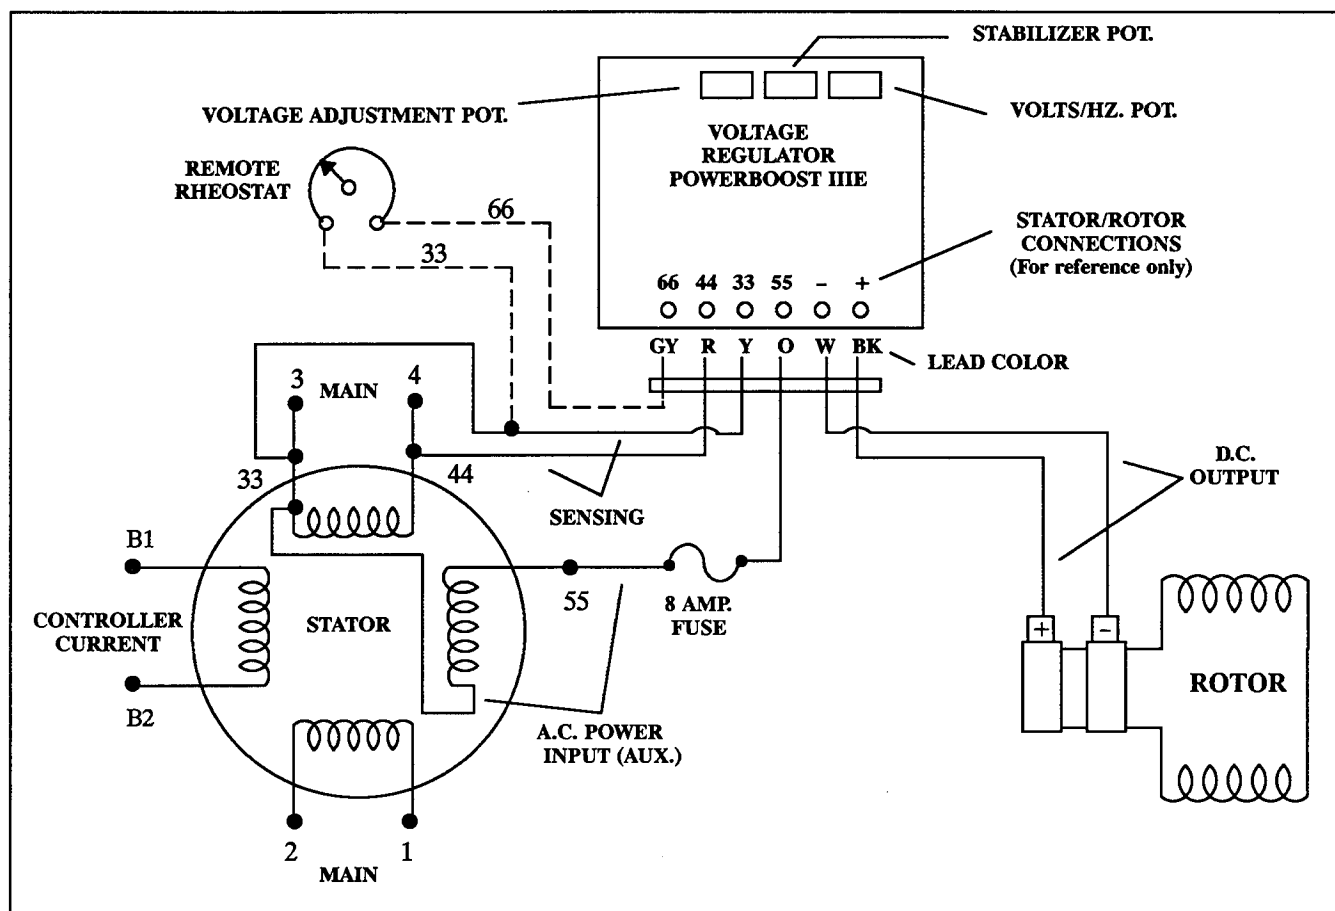 STABILIZER POT.
VOLTAGE ADJUSTMENT POT.
VOLTS/HZ. POT.
VOLTAGE
REGULATOR
POWERBOOST IIIE
REMOTE
RHEOSTAT
66
33
STATOR/ROTOR
CONNECTIONS
(For reference only)
66 44 33 55 – +
GY R Y O W BK
LEAD COLOR
3 MAIN 4
33
44
SENSING
D.C.
OUTPUT
B1
CONTROLLER
CURRENT
B2
STATOR
55
8 AMP.
FUSE
+ –
ROTOR
A.C. POWER
INPUT (AUX.)
2 1
MAIN